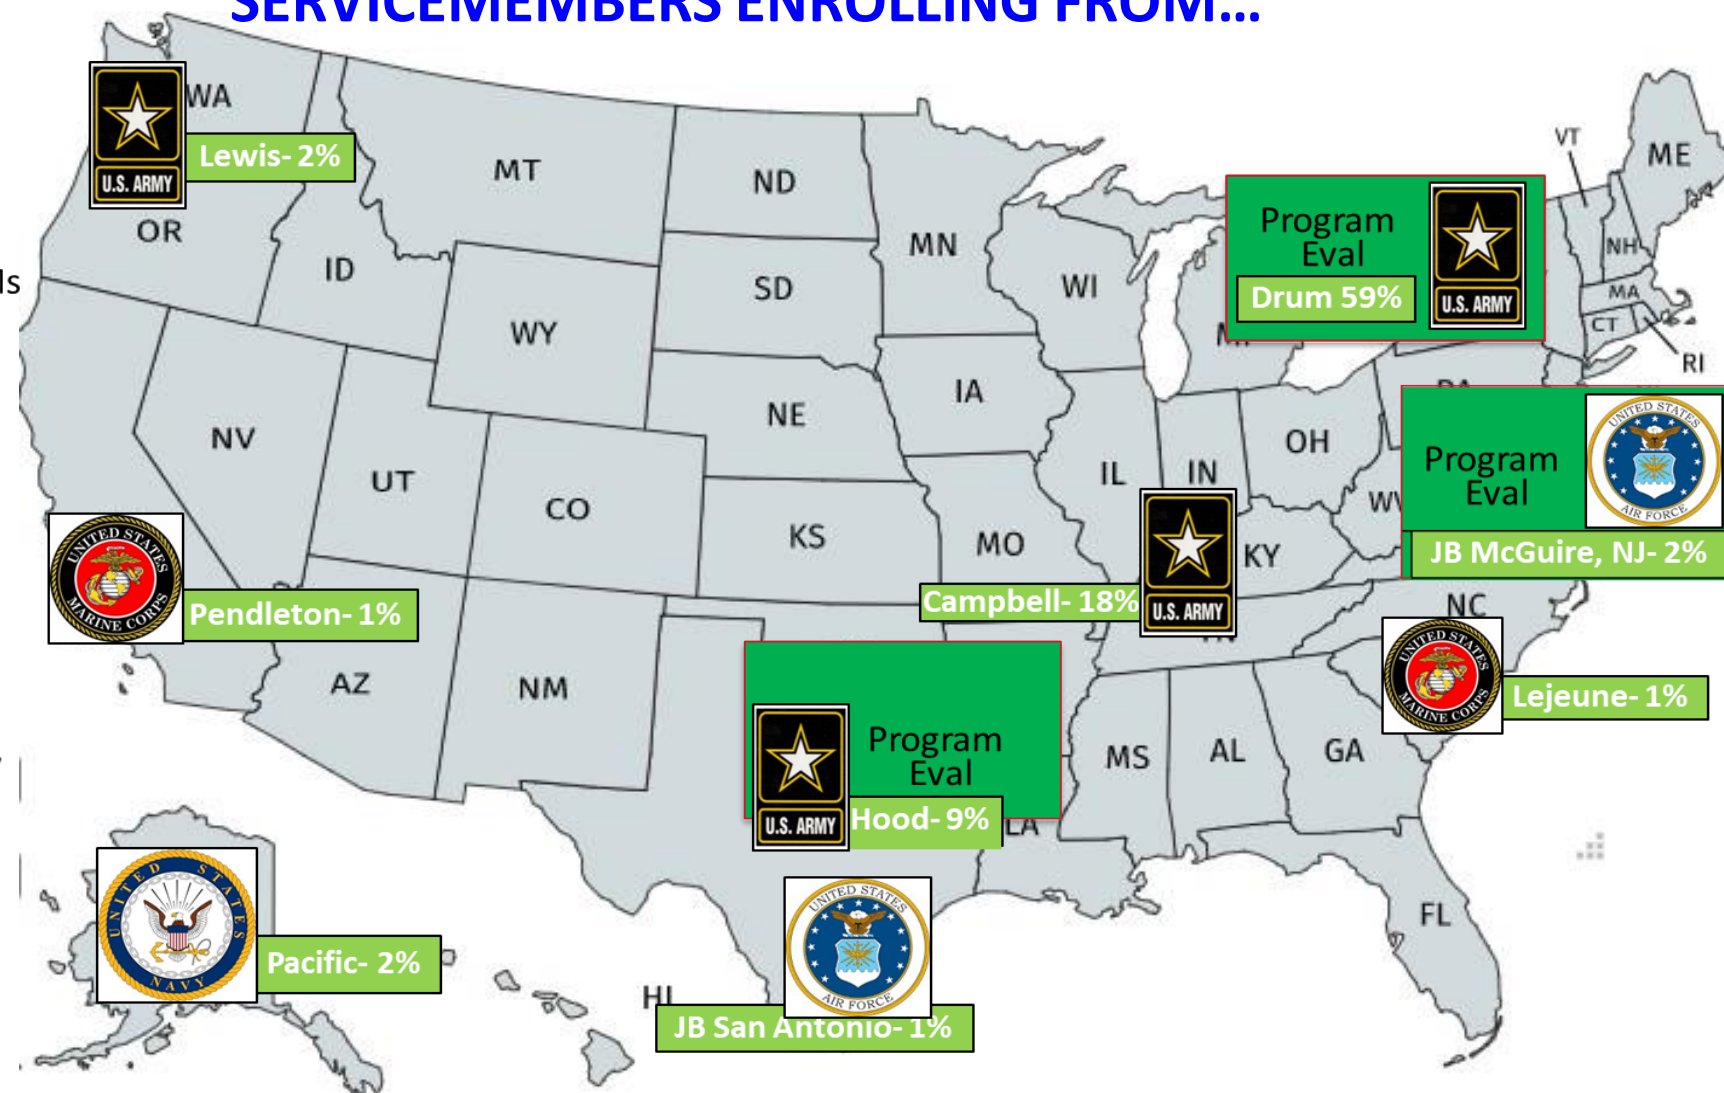 SERVICEMEMBERS ENROLLING FROM...
WA
U.S. ARMY
Lewis- 2%
OR
MT
ND
MN
ID
SD
WI
WY
IA
NE
NV
UT
CO
KS
MO
IL
IN
OH
KY
VT
ME
NH
MA
CT
RI
Program
Eval
Drum 59%
U.S. ARMY
Program
Eval
UNITED STATES
AIR FORCE
JB McGuire, NJ- 2%
UNITED STATES
MARINE CORPS
Pendleton- 1%
Campbell- 18%
U.S. ARMY
NC
UNITED STATES
MARINE CORPS
Lejeune- 1%
AZ
NM
Program
Eval
U.S. ARMY
Hood- 9%
LA
MS
AL
GA
FL
UNITED STATES
NAVY
Pacific- 2%
HI
UNITED STATES
AIR FORCE
JB San Antonio- 1%